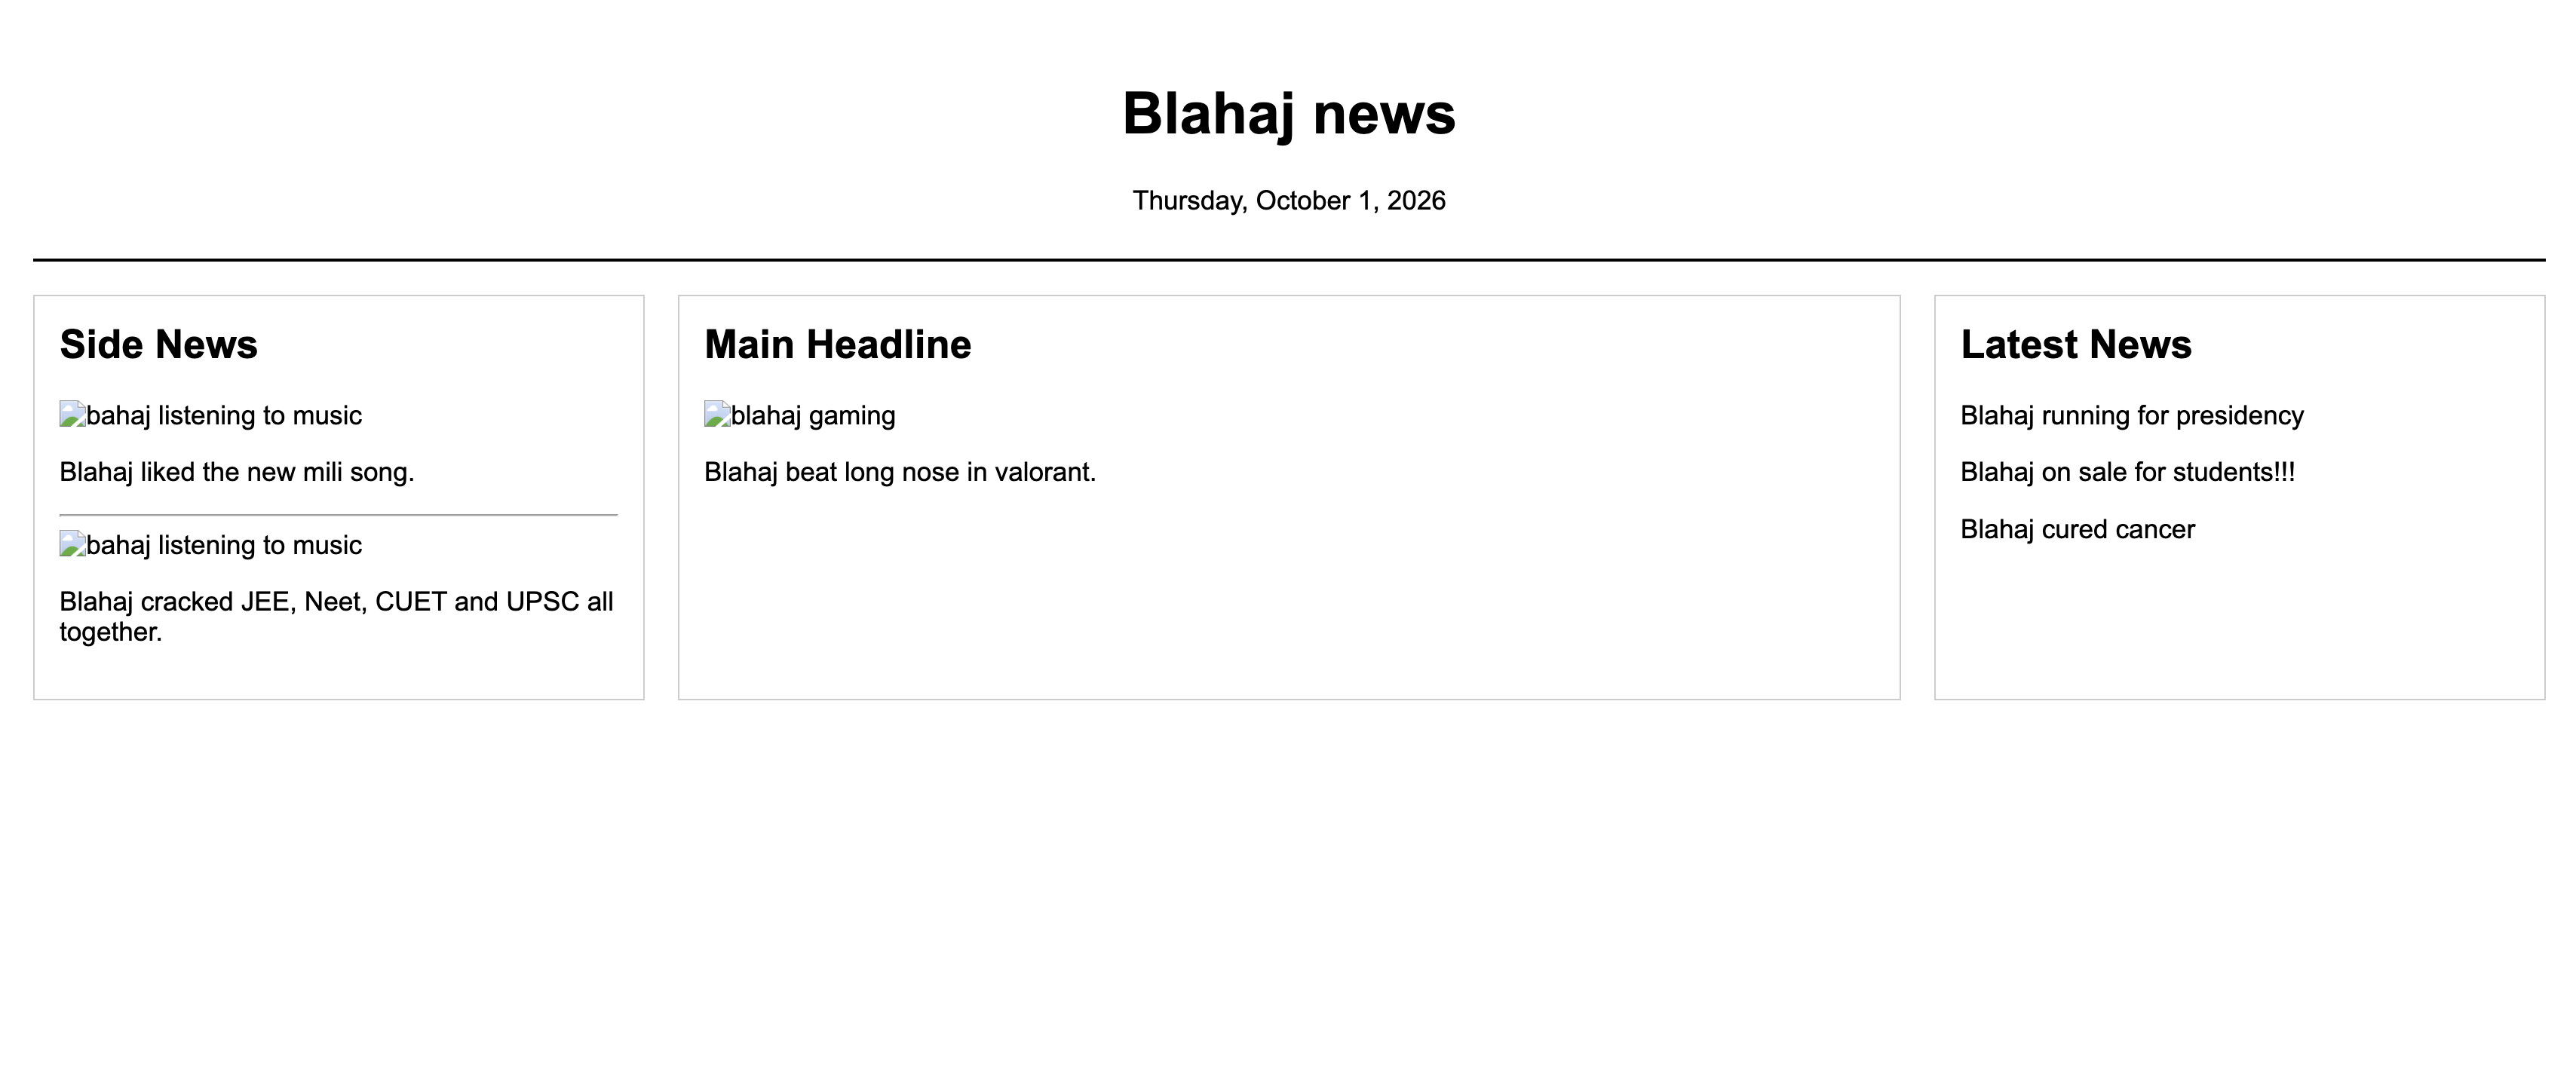 Blahaj news
Thursday, October 1, 2026
Side News
bahaj listening to music
Blahaj liked the new mili song.
bahaj listening to music
Blahaj cracked JEE, Neet, CUET and UPSC all
together.
Main Headline
blahaj gaming
Blahaj beat long nose in valorant.
Latest News
Blahaj running for presidency
Blahaj on sale for students!!!
Blahaj cured cancer